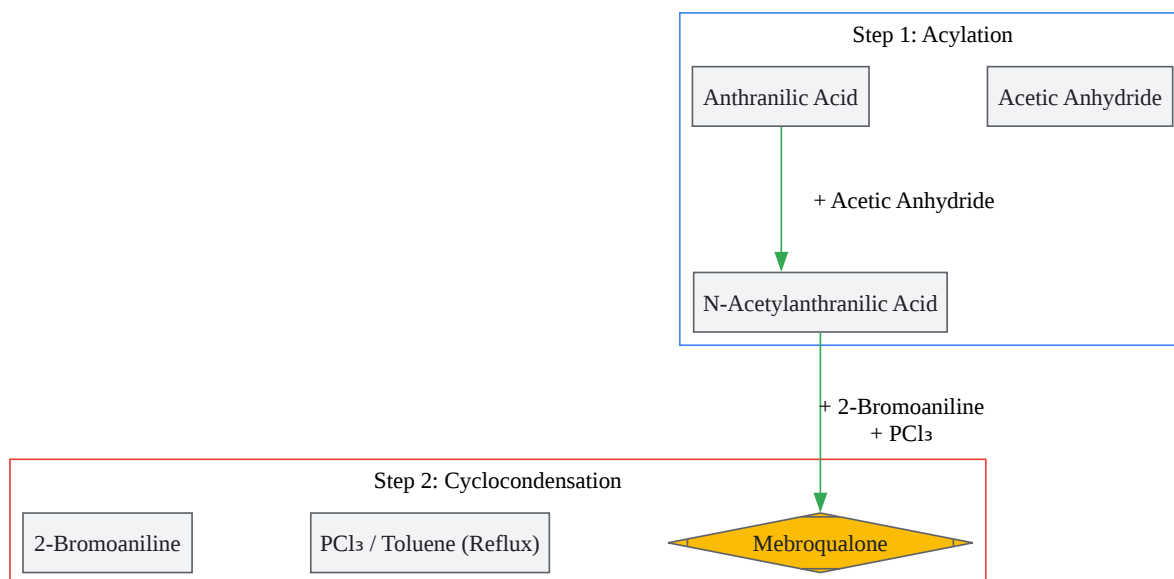 Step 1: Acylation
Anthranilic Acid
Acetic Anhydride
+ Acetic Anhydride
N-Acetylanthranilic Acid
+ 2-Bromoaniline
+ PCl₃
Step 2: Cyclocondensation
2-Bromoaniline
PCl₃ / Toluene (Reflux)
Mebroqualone